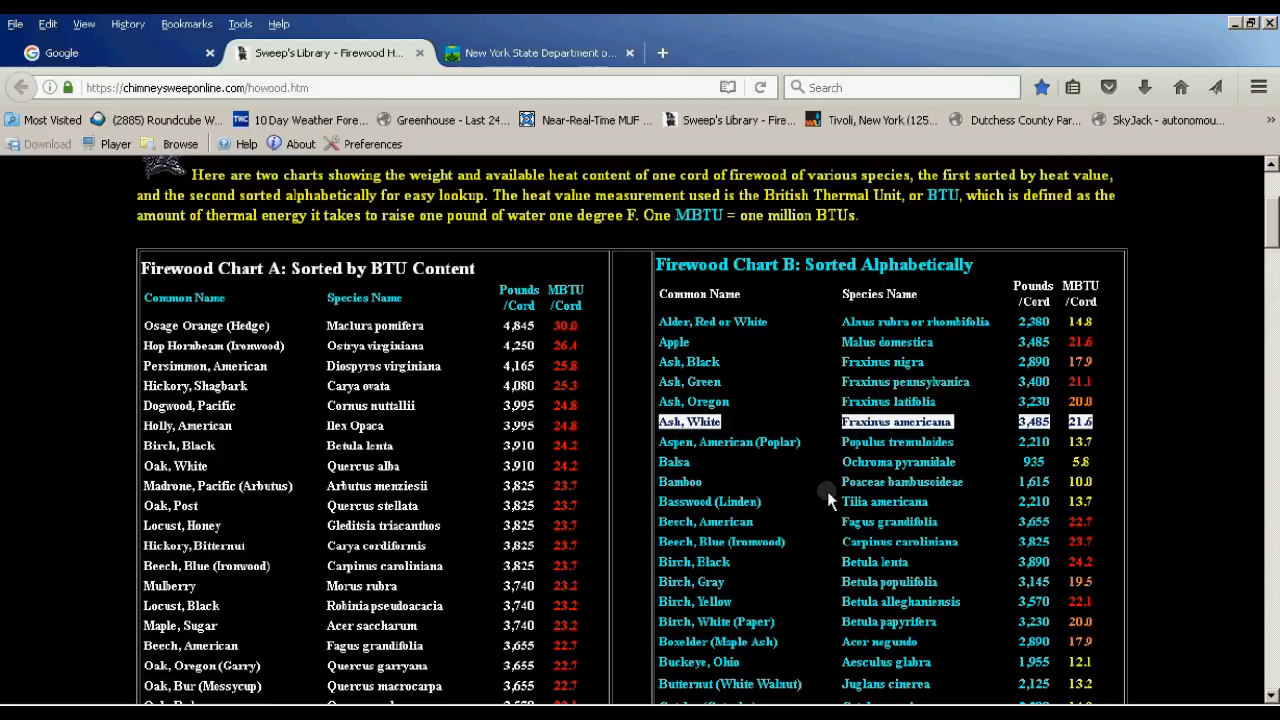 File Edit View History Bookmarks Tools Help
Google
Sweep's Library - Firewood H...
New York State Department o...
https://chimneysweeponline.com/howood.htm
Search
Most Visited
(2885) Roundcube W...
10 Day Weather Fore...
Greenhouse - Last 24...
Near-Real-Time MUF ...
Sweep's Library - Fire...
Tivoli, New York (125...
Dutchess County Par...
SkyJack - autonomou...
Download Player Browse Help About Preferences
Here are two charts showing the weight and available heat content of one cord of firewood of various species, the first sorted by heat value,
and the second sorted alphabetically for easy lookup. The heat value measurement used is the British Thermal Unit, or BTU, which is defined as the
amount of thermal energy it takes to raise one pound of water one degree F. One MBTU = one million BTUs.
Firewood Chart A: Sorted by BTU Content
Common Name Species Name Pounds /Cord MBTU /Cord
Osage Orange (Hedge) Maclura pomifera 4,845 30.0
Hop Hornbeam (Ironwood) Ostrya virginiana 4,250 26.4
Persimmon, American Diospyros virginiana 4,165 25.8
Hickory, Shagbark Carya ovata 4,080 25.3
Dogwood, Pacific Cornus nuttallii 3,995 24.8
Holly, American Ilex Opaca 3,995 24.8
Birch, Black Betula lenta 3,910 24.2
Oak, White Quercus alba 3,910 24.2
Madrone, Pacific (Arbutus) Arbutus menziesii 3,825 23.7
Oak, Post Quercus stellata 3,825 23.7
Locust, Honey Gleditsia triacanthos 3,825 23.7
Hickory, Bitternut Carya cordiformis 3,825 23.7
Beech, Blue (Ironwood) Carpinus caroliniana 3,825 23.7
Mulberry Morus rubra 3,740 23.2
Locust, Black Robinia pseudoacacia 3,740 23.2
Maple, Sugar Acer saccharum 3,740 23.2
Beech, American Fagus grandifolia 3,655 22.7
Oak, Oregon (Garry) Quercus garryana 3,655 22.7
Oak, Bur (Mossycup) Quercus macrocarpa 3,655 22.7
Firewood Chart B: Sorted Alphabetically
Common Name Species Name Pounds /Cord MBTU /Cord
Alder, Red or White Alnus rubra or rhombifolia 2,380 14.8
Apple Malus domestica 3,485 21.6
Ash, Black Fraxinus nigra 2,890 17.9
Ash, Green Fraxinus pennsylvanica 3,400 21.1
Ash, Oregon Fraxinus latifolia 3,230 20.0
Ash, White Fraxinus americana 3,485 21.6
Aspen, American (Poplar) Populus tremuloides 2,210 13.7
Balsa Ochroma pyramidale 935 5.8
Bamboo Poaceae bambusoideae 1,615 10.0
Basswood (Linden) Tilia americana 2,210 13.7
Beech, American Fagus grandifolia 3,655 22.7
Beech, Blue (Ironwood) Carpinus caroliniana 3,825 23.7
Birch, Black Betula lenta 3,890 24.2
Birch, Gray Betula populifolia 3,145 19.5
Birch, Yellow Betula alleghaniensis 3,570 22.1
Birch, White (Paper) Betula papyrifera 3,230 20.0
Boxelder (Maple Ash) Acer negundo 2,890 17.9
Buckeye, Ohio Aesculus glabra 1,955 12.1
Butternut (White Walnut) Juglans cinerea 2,125 13.2